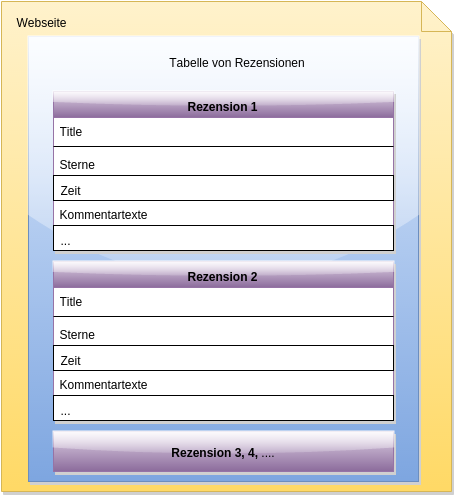 Webseite
Tabelle von Rezensionen
Rezension 1
Title
Sterne
Zeit
Kommentartexte
...
Rezension 2
Title
Sterne
Zeit
Kommentartexte
...
Rezension 3, 4, ....